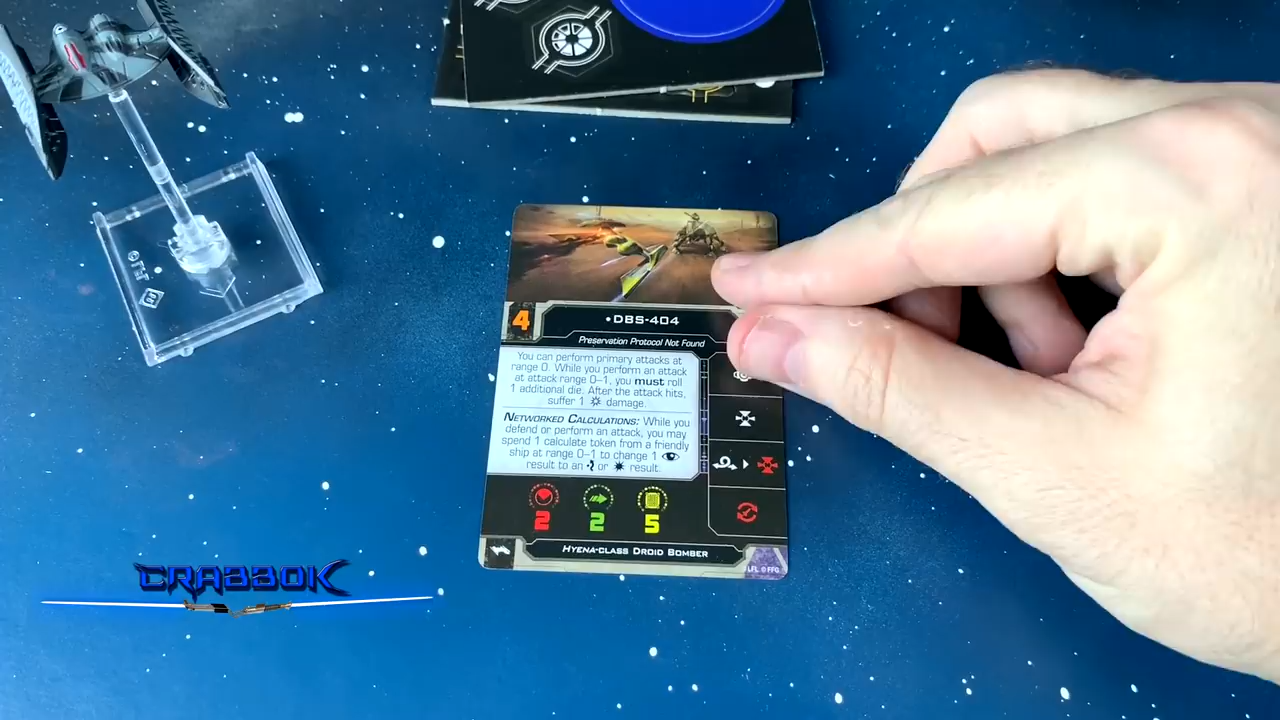 4
•DBS-404
Preservation Protocol Not Found
You can perform primary attacks at
range 0. While you perform an attack
at attack range 0–1, you must roll
1 additional die. After the attack hits,
suffer 1 damage.
NETWORKED CALCULATIONS: While you
defend or perform an attack, you may
spend 1 calculate token from a friendly
ship at range 0–1 to change 1
result to an or result.
2 2 5
HYENA-CLASS DROID BOMBER
LFL ©FFG
CRABBOK